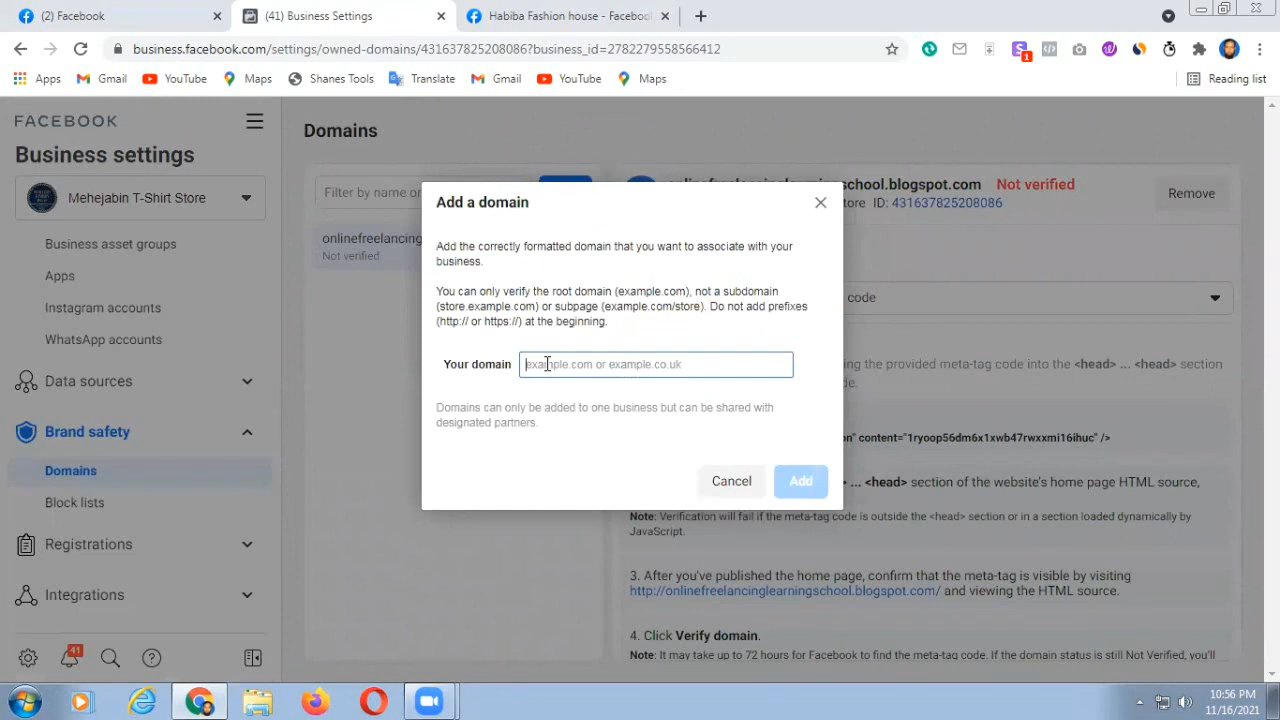 (2) Facebook
(41) Business Settings
Habiba Fashion house - Facebook
business.facebook.com/settings/owned-domains/431637825208086?business_id=2782279558566412
Apps
Gmail
YouTube
Maps
Shanes Tools
Translate
Gmail
YouTube
Maps
Reading list
FACEBOOK
Business settings
Mehejabin T-Shirt Store
Business asset groups
Apps
Instagram accounts
WhatsApp accounts
Data sources
Brand safety
Domains
Block lists
Registrations
Integrations
41
Domains
Filter by name or
onlinefreelancing
Not verified
school.blogspot.com Not verified
ore ID: 431637825208086
Remove
code
ing the provided meta-tag code into the <head> ... <head> section
de.
on" content="1ryoop56dm6x1xwb47rwxxmi16ihuc" />
... <head> section of the website's home page HTML source,
Note: Verification will fail if the meta-tag code is outside the <head> section or in a section loaded dynamically by
JavaScript.
3. After you've published the home page, confirm that the meta-tag is visible by visiting
http://onlinefreelancinglearningschool.blogspot.com/ and viewing the HTML source.
4. Click Verify domain.
Note: It may take up to 72 hours for Facebook to find the meta-tag code. If the domain status is still Not Verified, you'll
Add a domain
Add the correctly formatted domain that you want to associate with your
business.
You can only verify the root domain (example.com), not a subdomain
(store.example.com) or subpage (example.com/store). Do not add prefixes
(http:// or https://) at the beginning.
Your domain
example.com or example.co.uk
Domains can only be added to one business but can be shared with
designated partners.
Cancel
Add
10:56 PM
11/16/2021